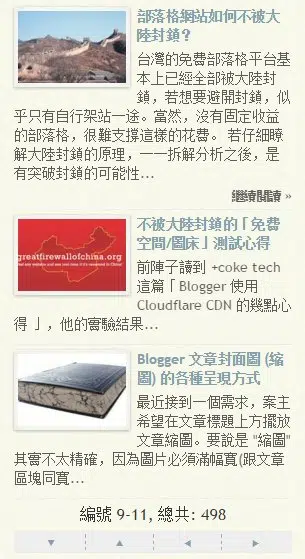 部落格網站如何不被大
陸封鎖？
台灣的免費部落格平台基
本上已經全部被大陸封
鎖，若想要避開封鎖，似
乎只有自行架站一途。當然，沒有固定收益
的部落格，很難支撐這樣的花費。 若仔細瞭
解大陸封鎖的原理，一一拆解分析之後，是
有突破封鎖的可能性...
繼續閱讀 »
不被大陸封鎖的「免費
空間/圖床」測試心得
greatfirewallofchina.org
前陣子讀到 +coke tech
這篇「Blogger 使用
Cloudflare CDN 的幾點心
得 」，他的實驗結果...
Blogger 文章封面圖 (縮
圖) 的各種呈現方式
最近接到一個需求，案主
希望在文章標題上方擺放
文章縮圖。要說是 "縮圖"
其實不太精確，因為圖片必須滿幅寬(跟文章
區塊同寬...
編號 9-11, 總共: 498